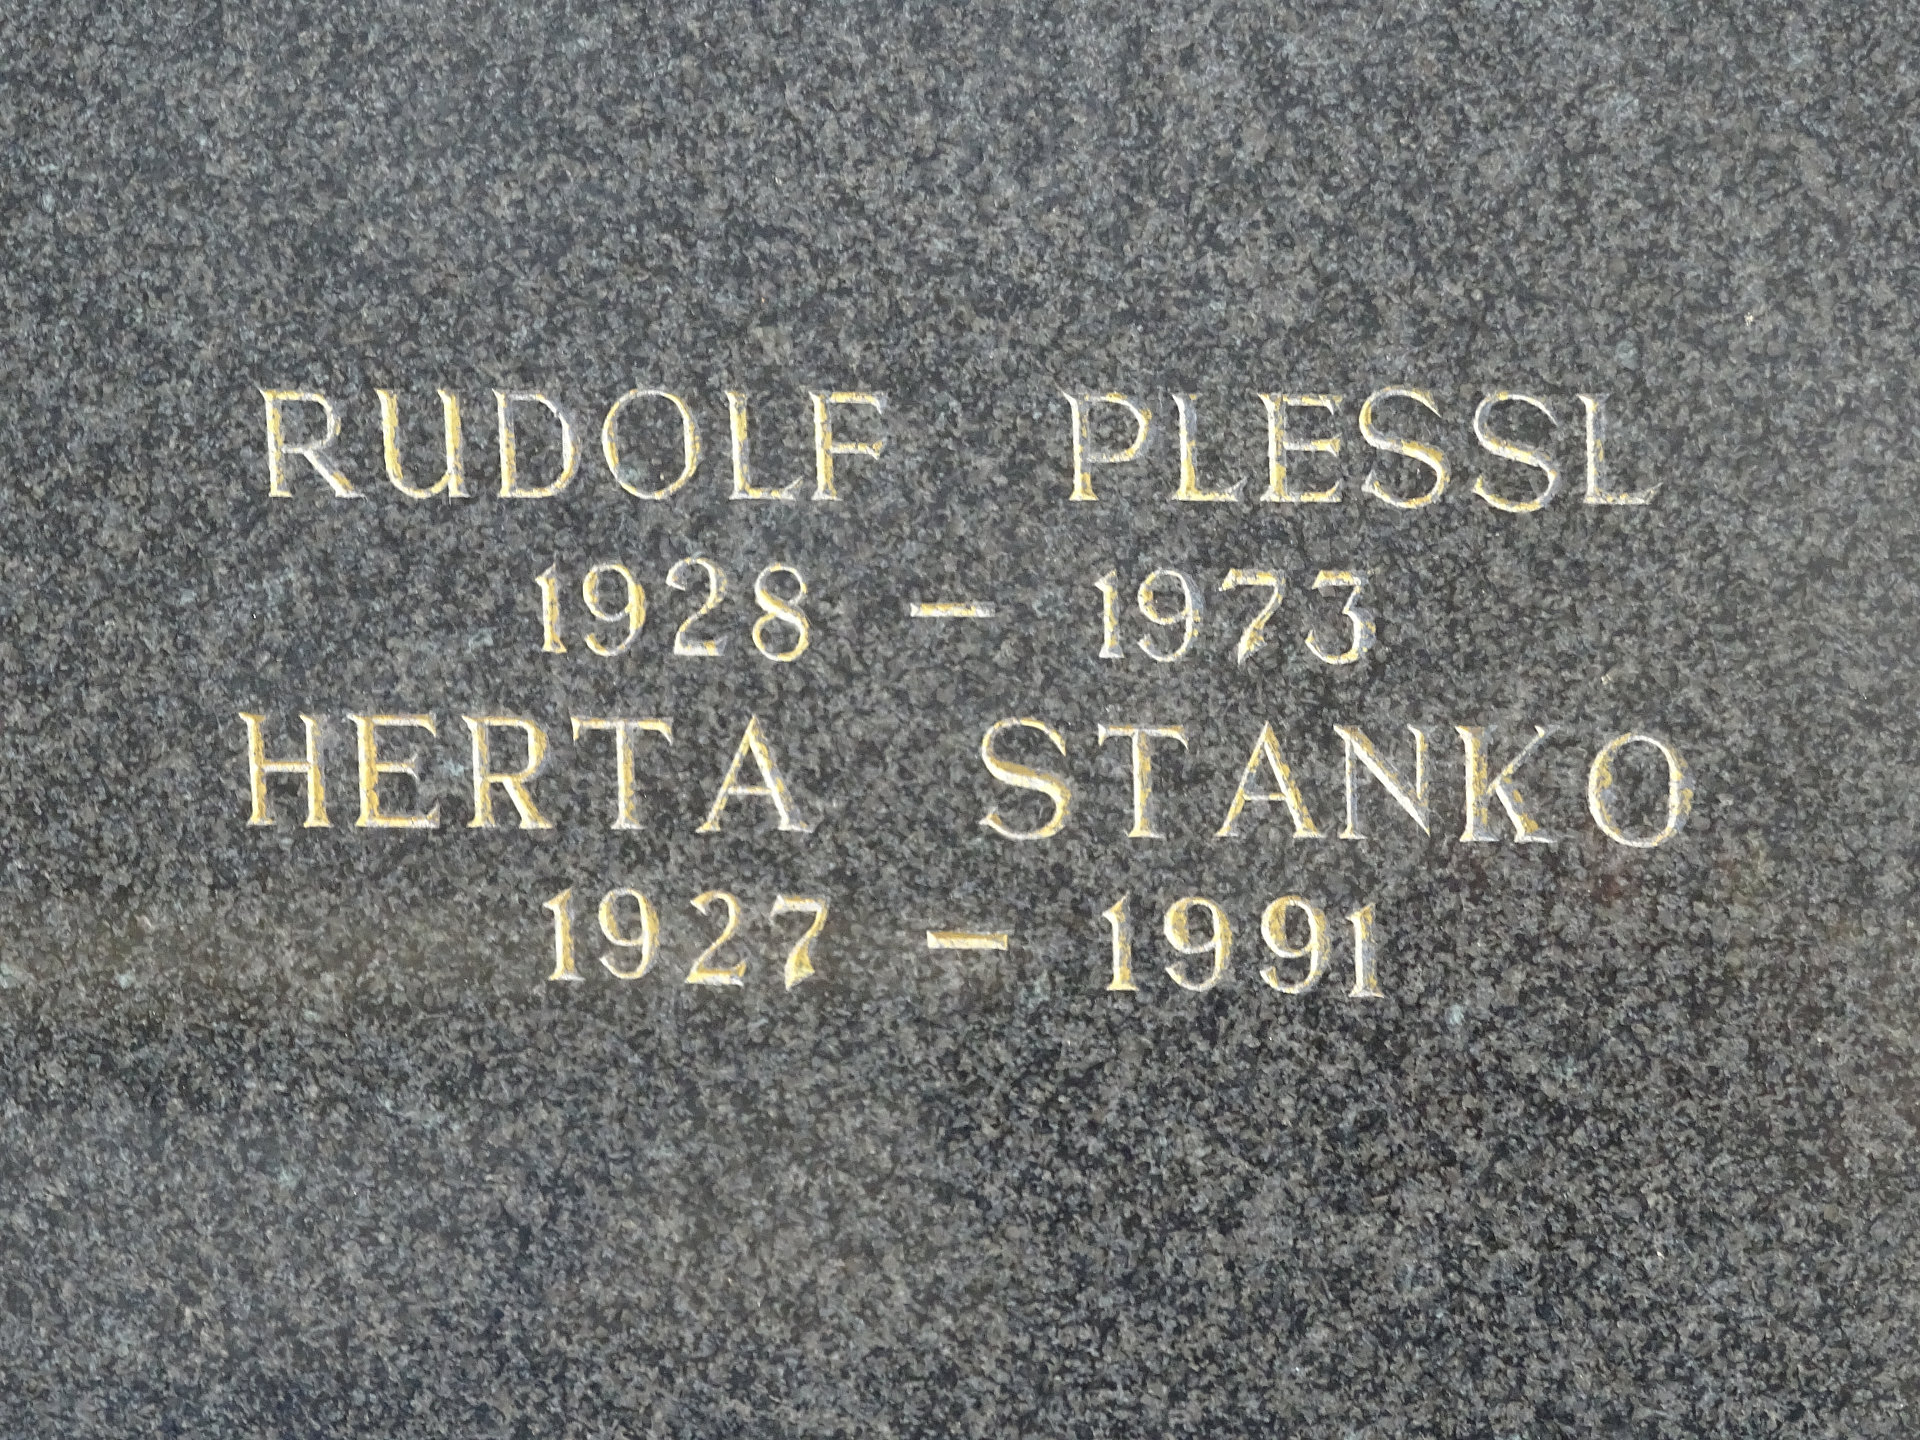 RUDOLF PLESSL
1928 – 1973
HERTA STANKO
1927 – 1991